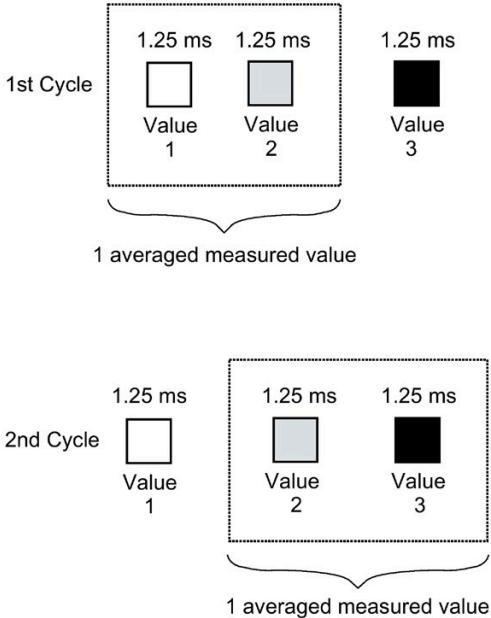 1.25 ms 1.25 ms 1.25 ms
1st Cycle
Value Value Value
1 2 3
1 averaged measured value
1.25 ms 1.25 ms 1.25 ms
2nd Cycle
Value Value Value
1 2 3
1 averaged measured value